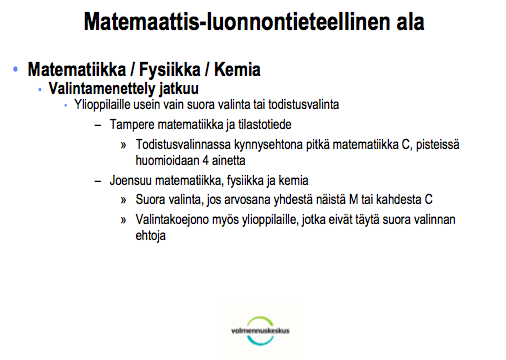 Matemaattis-luonnontieteellinen ala
• Matematiikka / Fysiikka / Kemia
• Valintamenettely jatkuu
• Ylioppilaille usein vain suora valinta tai todistusvalinta
– Tampere matematiikka ja tilastotiede
» Todistusvalinnassa kynnysehtona pitkä matematiikka C, pisteissä
huomioidaan 4 ainetta
– Joensuu matematiikka, fysiikka ja kemia
» Suora valinta, jos arvosana yhdestä näistä M tai kahdesta C
» Valintakoejono myös ylioppilaille, jotka eivät täytä suora valinnan
ehtoja
valmennuskeskus